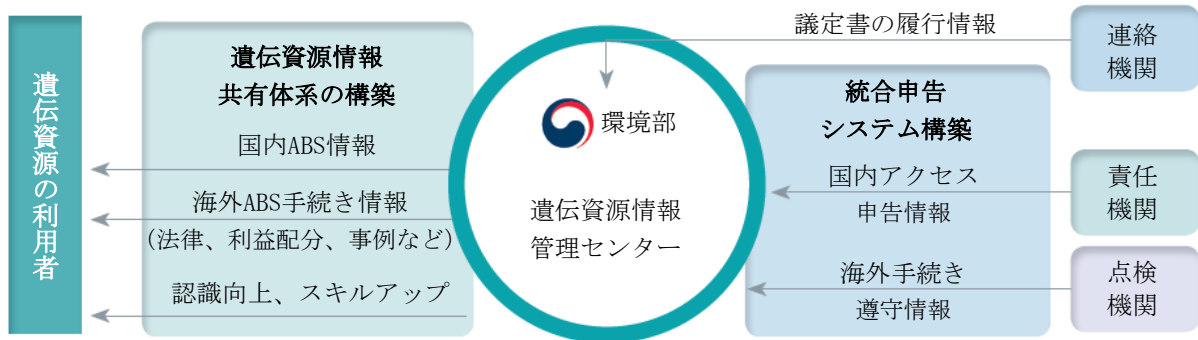 遺伝資源の利用者
遺伝資源情報
共有体系の構築
国内ABS情報
海外ABS手続き情報
(法律、利益配分、事例など)
認識向上、スキルアップ
環境部
遺伝資源情報
管理センター
議定書の履行情報
統合申告
システム構築
国内アクセス
申告情報
海外手続き
遵守情報
連絡
機関
責任
機関
点検
機関